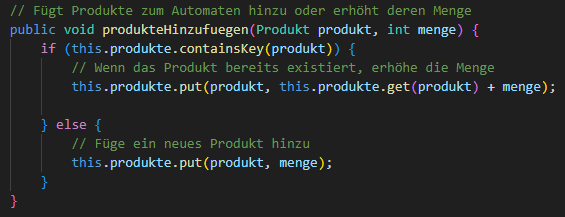 // Fügt Produkte zum Automaten hinzu oder erhöht deren Menge
public void produkteHinzufuegen(Produkt produkt, int menge) {
    if (this.produkte.containsKey(produkt)) {
        // Wenn das Produkt bereits existiert, erhöhe die Menge
        this.produkte.put(produkt, this.produkte.get(produkt) + menge);

    } else {
        // Füge ein neues Produkt hinzu
        this.produkte.put(produkt, menge);
    }
}